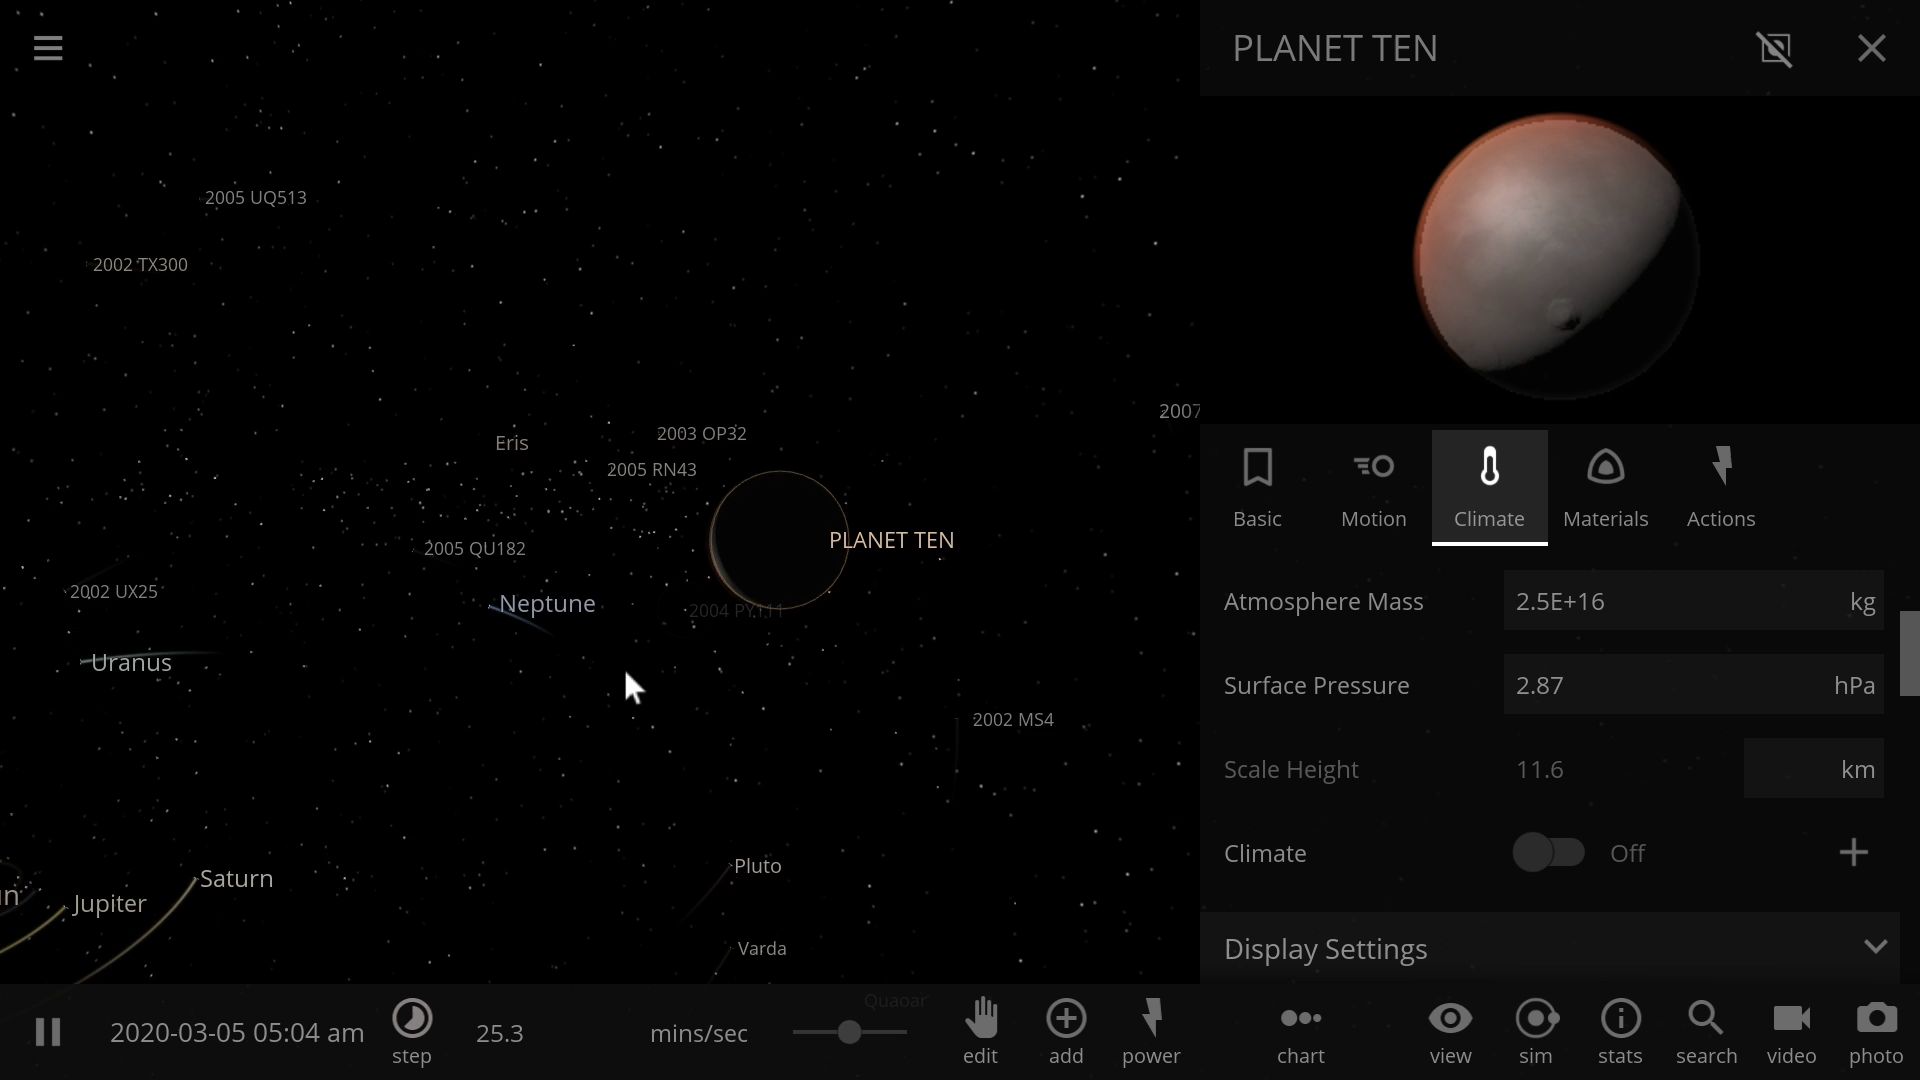 PLANET TEN
2005 UQ513
2002 TX300
2007
2003 OP32
Eris
2005 RN43
PLANET TEN
2005 QU182
2002 UX25
Neptune
2004 PY111
Uranus
2002 MS4
Pluto
Saturn
un
Jupiter
Varda
Quaoar
Basic
Motion
Climate
Materials
Actions
Atmosphere Mass 2.5E+16 kg
Surface Pressure 2.87 hPa
Scale Height 11.6 km
Climate Off
Display Settings
2020-03-05 05:04 am
step
25.3
mins/sec
edit
add
power
chart
view
sim
stats
search
video
photo